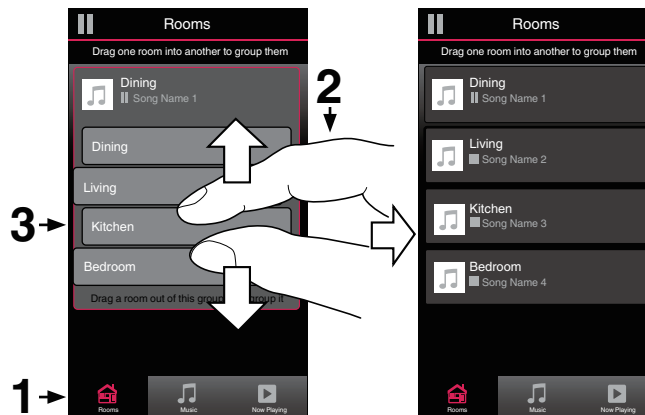 Rooms
Drag one room into another to group them
Dining
Song Name 1
2
Dining
Living
3
Kitchen
Bedroom
Drag a room out of this group
group it
1
Rooms
Music
Now Playing
Rooms
Drag one room into another to group them
Dining
Song Name 1
Living
Song Name 2
Kitchen
Song Name 3
Bedroom
Song Name 4
Rooms
Music
Now Playing